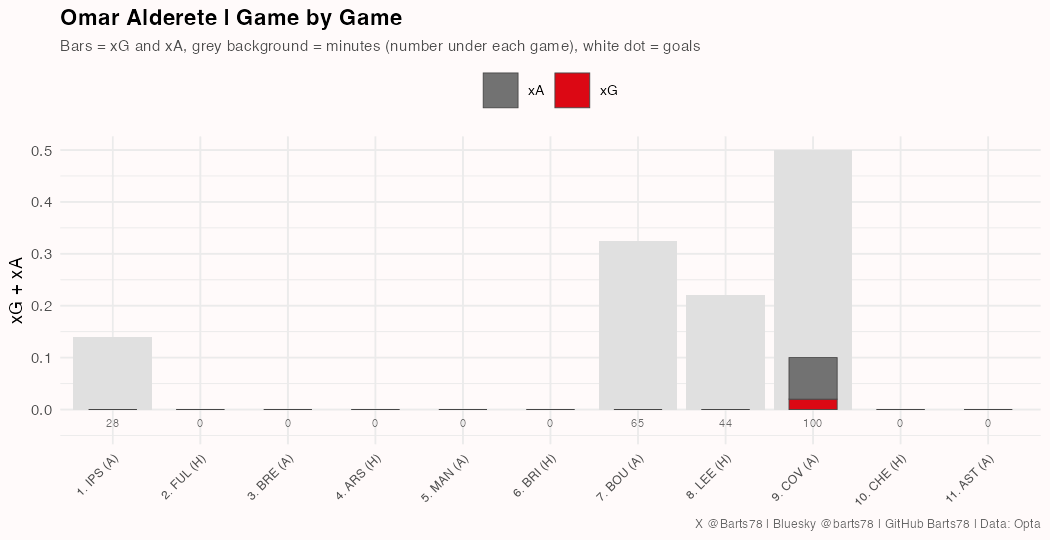 Omar Alderete | Game by Game
Bars = xG and xA, grey background = minutes (number under each game), white dot = goals
xA xG
xG + xA
0.5
0.4
0.3
0.2
0.1
0.0
28 0 0 0 0 0 65 44 100 0 0
1. IPS (A) 2. FUL (H) 3. BRE (A) 4. ARS (H) 5. MAN (A) 6. BRI (H) 7. BOU (A) 8. LEE (H) 9. COV (A) 10. CHE (H) 11. AST (A)
X @Barts78 | Bluesky @barts78 | GitHub Barts78 | Data: Opta